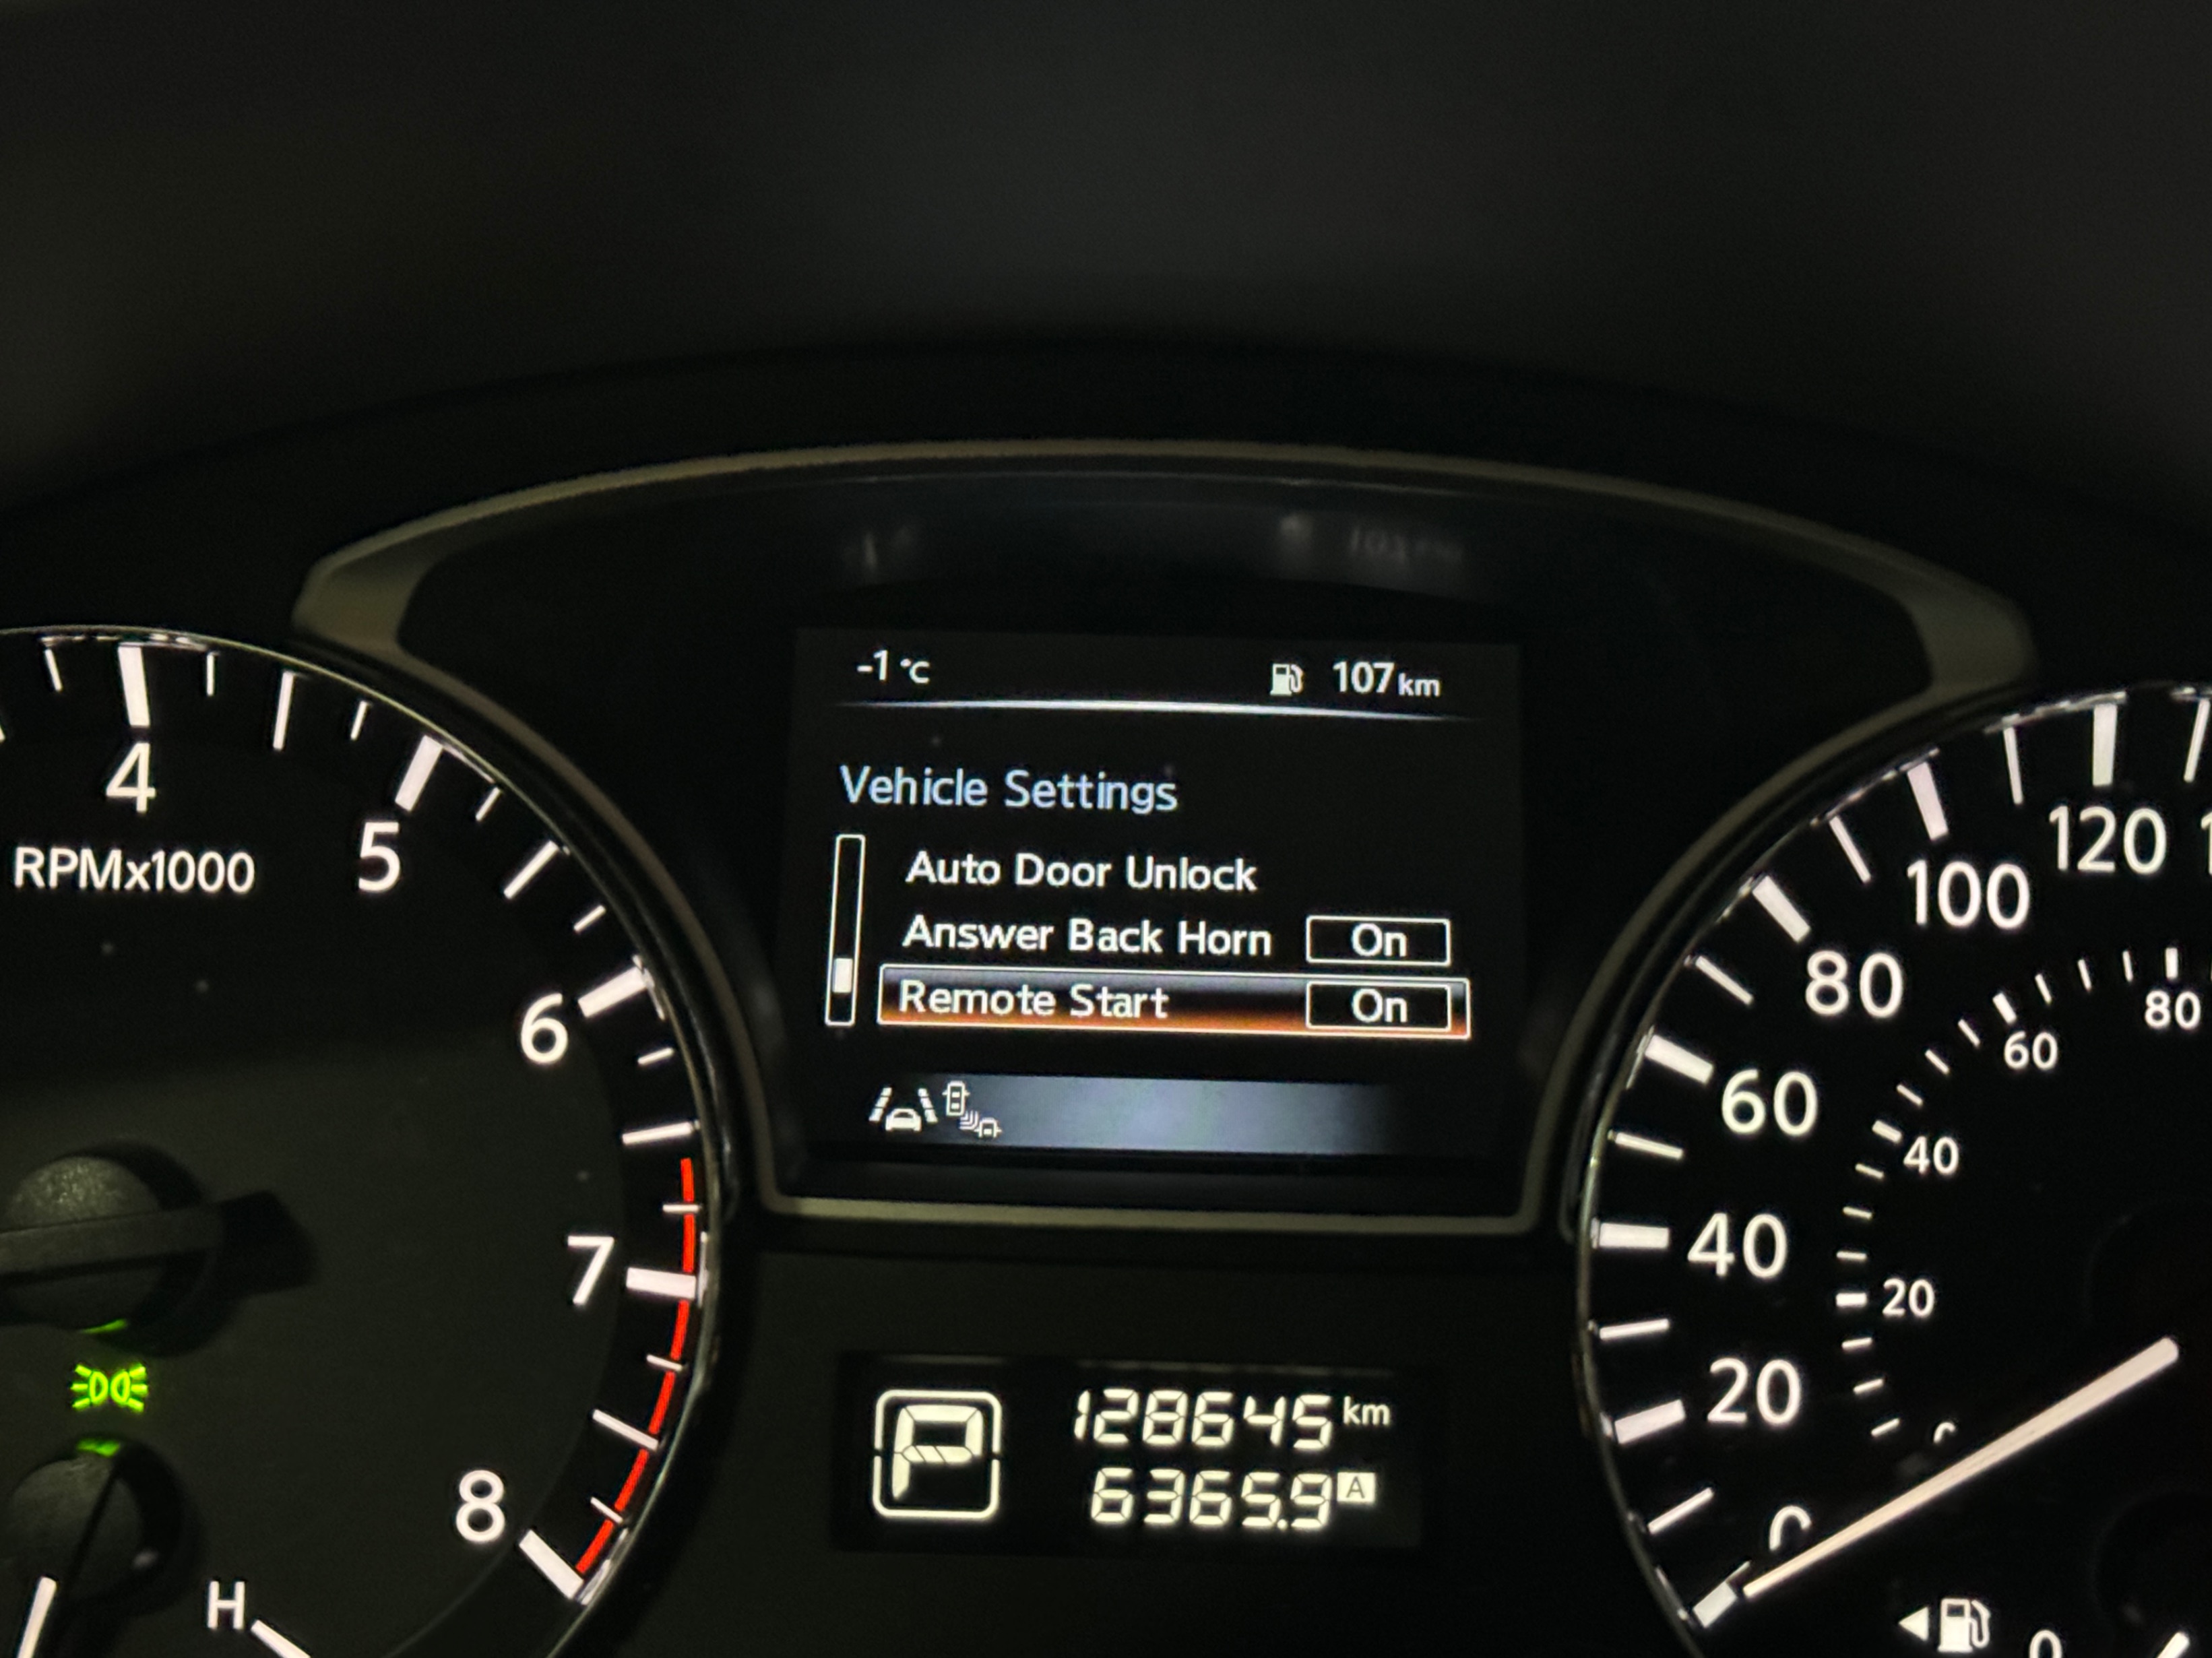 -1 °C 107 km
Vehicle Settings
Auto Door Unlock
Answer Back Horn On
Remote Start On
4
5
RPMx1000
6
7
8
H
120
100
80
60
40
20
80
60
40
20
P
128645 km
6365.9 A
0